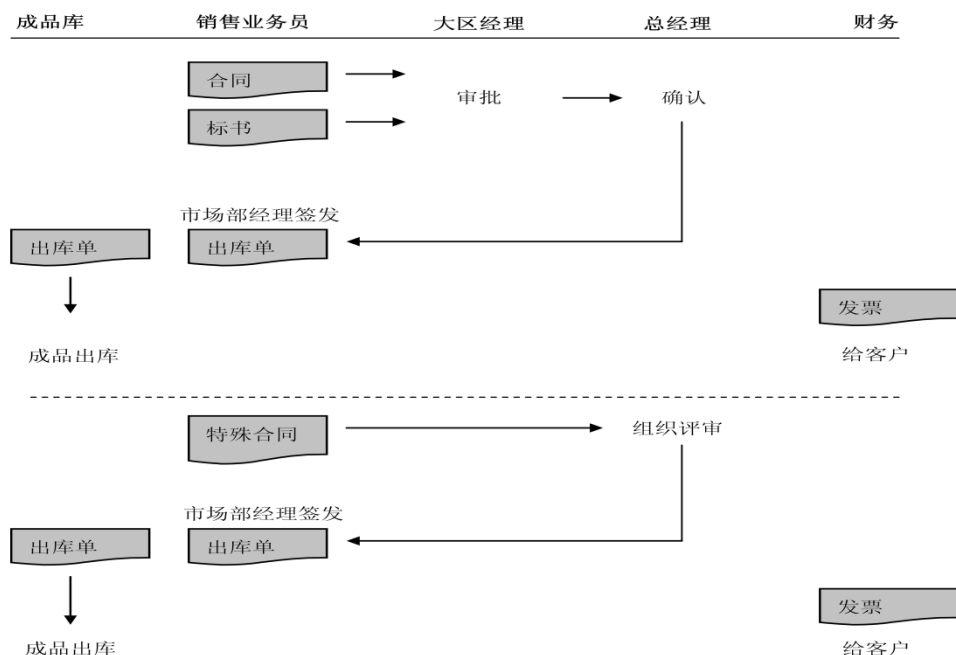 成品库 销售业务员 大区经理 总经理 财务
合同
审批 确认
标书
市场部经理签发
出库单 出库单
发票
成品出库 给客户
特殊合同 组织评审
市场部经理签发
出库单 出库单
发票
成品出库 给客户